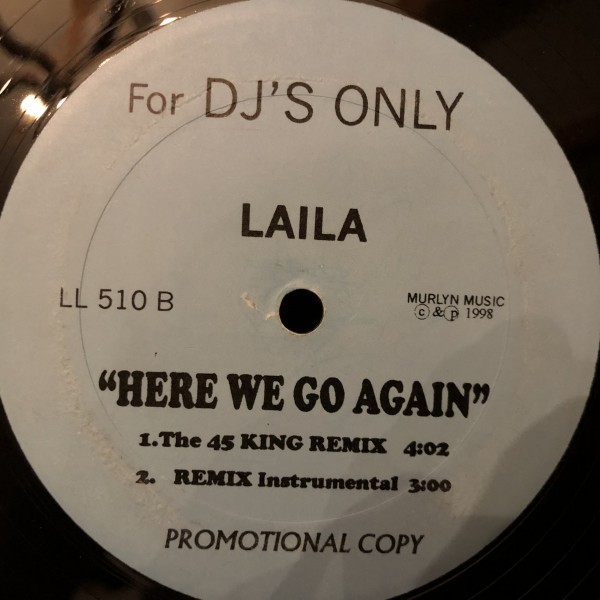 For DJ'S ONLY
LAILA
LL 510 B
MURLYN MUSIC
©&℗ 1998
"HERE WE GO AGAIN"
1.The 45 KING REMIX 4:02
2. REMIX Instrumental 3:00
PROMOTIONAL COPY